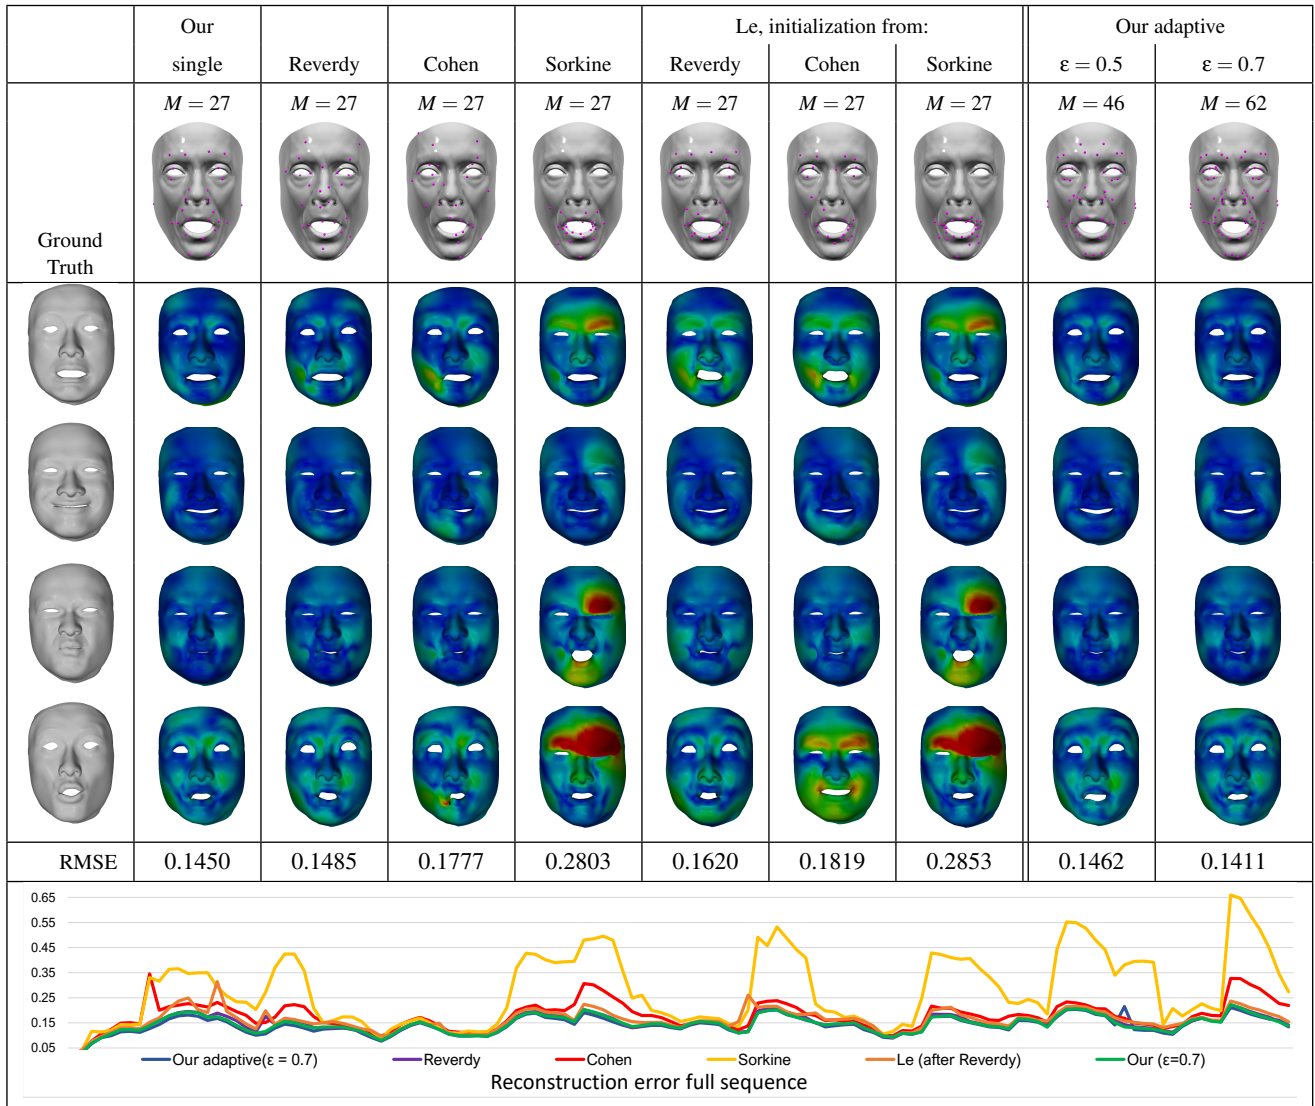 Our Le, initialization from: Our adaptive
single Reverdy Cohen Sorkine Reverdy Cohen Sorkine ε = 0.5 ε = 0.7
M = 27 M = 27 M = 27 M = 27 M = 27 M = 27 M = 27 M = 46 M = 62
Ground
Truth
RMSE 0.1450 0.1485 0.1777 0.2803 0.1620 0.1819 0.2853 0.1462 0.1411
0.65
0.55
0.45
0.35
0.25
0.15
0.05
Our adaptive(ε = 0.7) Reverdy Cohen Sorkine Le (after Reverdy) Our (ε=0.7)
Reconstruction error full sequence